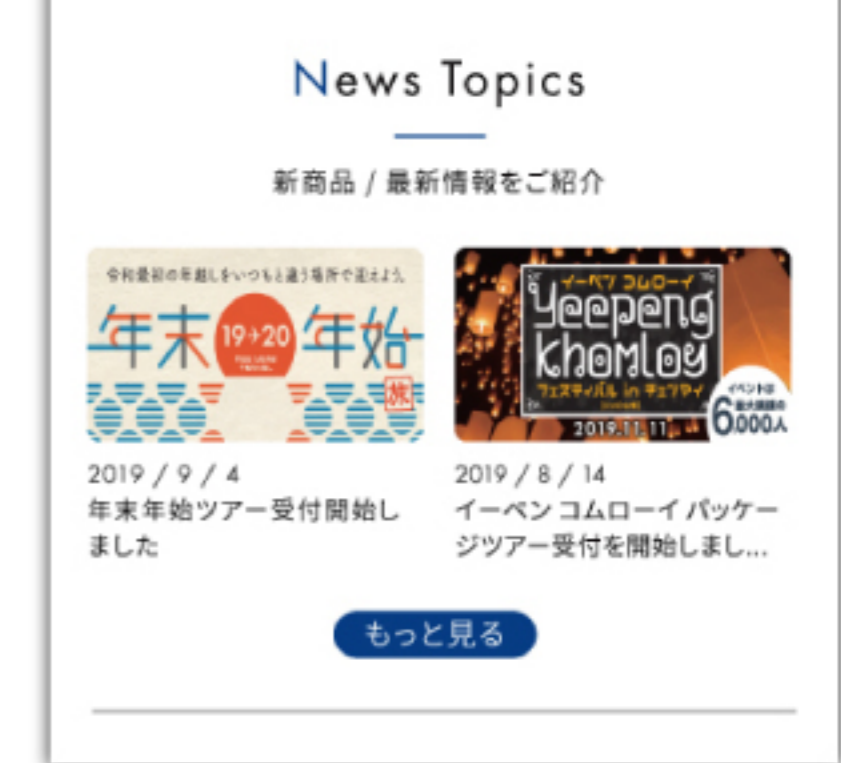 News Topics
新商品 / 最新情報をご紹介
令和最初の年越しをいつもと違う場所で迎えよう。
年末 19→20 年始
旅
イーペン コムローイ
Yeepeng
Khomloy
フェスティバル in チェンマイ
2019.11.11
イベントは
最大規模の
6,000人
2019 / 9 / 4
年末年始ツアー受付開始し
ました
2019 / 8 / 14
イーペン コムローイ パッケー
ジツアー受付を開始しまし...
もっと見る